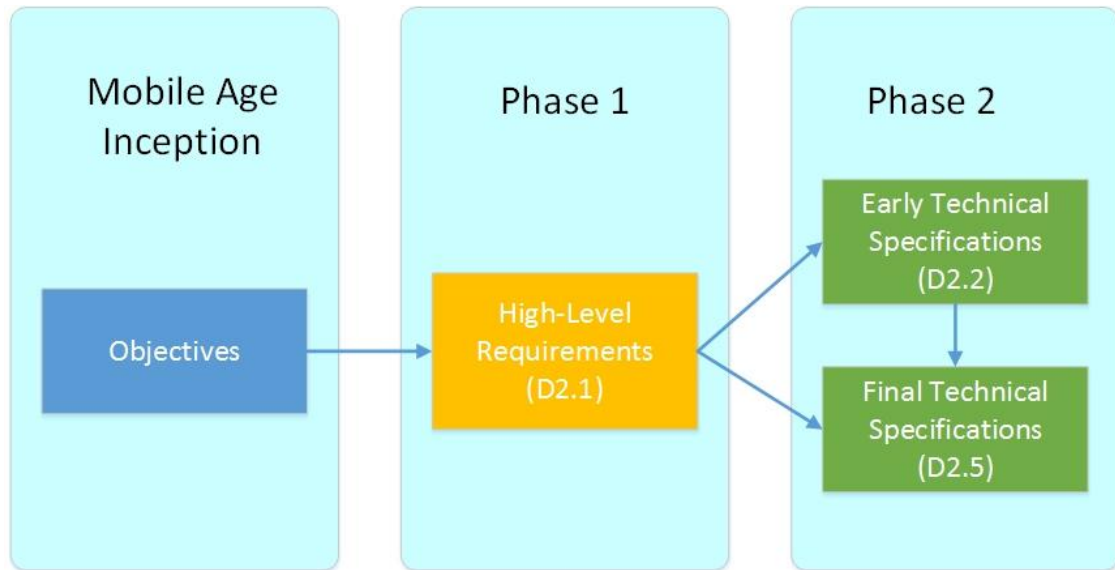 Mobile Age
Inception
Objectives
Phase 1
High-Level
Requirements
(D2.1)
Phase 2
Early Technical
Specifications
(D2.2)
Final Technical
Specifications
(D2.5)